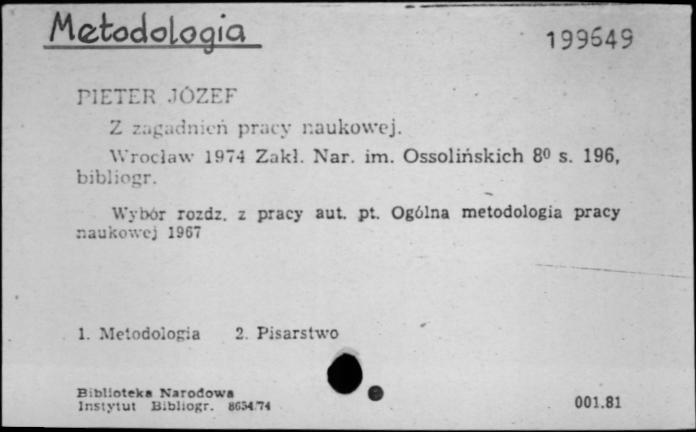 Metodologia
199649
PIETER JÓZEF
Z zagadnień pracy naukowej.
Wrocław 1974 Zakł. Nar. im. Ossolińskich 8⁰ s. 196,
bibliogr.
Wybór rozdz. z pracy aut. pt. Ogólna metodologia pracy
naukowej 1967
1. Metodologia 2. Pisarstwo
Biblioteka Narodowa
Instytut Bibliogr. 8654/74
001.81